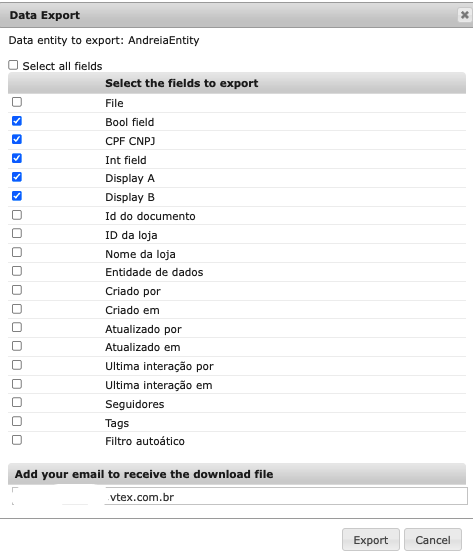 Data Export
Data entity to export: AndreiaEntity
Select all fields
Select the fields to export
File
Bool field
CPF CNPJ
Int field
Display A
Display B
Id do documento
ID da loja
Nome da loja
Entidade de dados
Criado por
Criado em
Atualizado por
Atualizado em
Ultima interação por
Ultima interação em
Seguidores
Tags
Filtro autoático
Add your email to receive the download file
vtex.com.br
Export Cancel